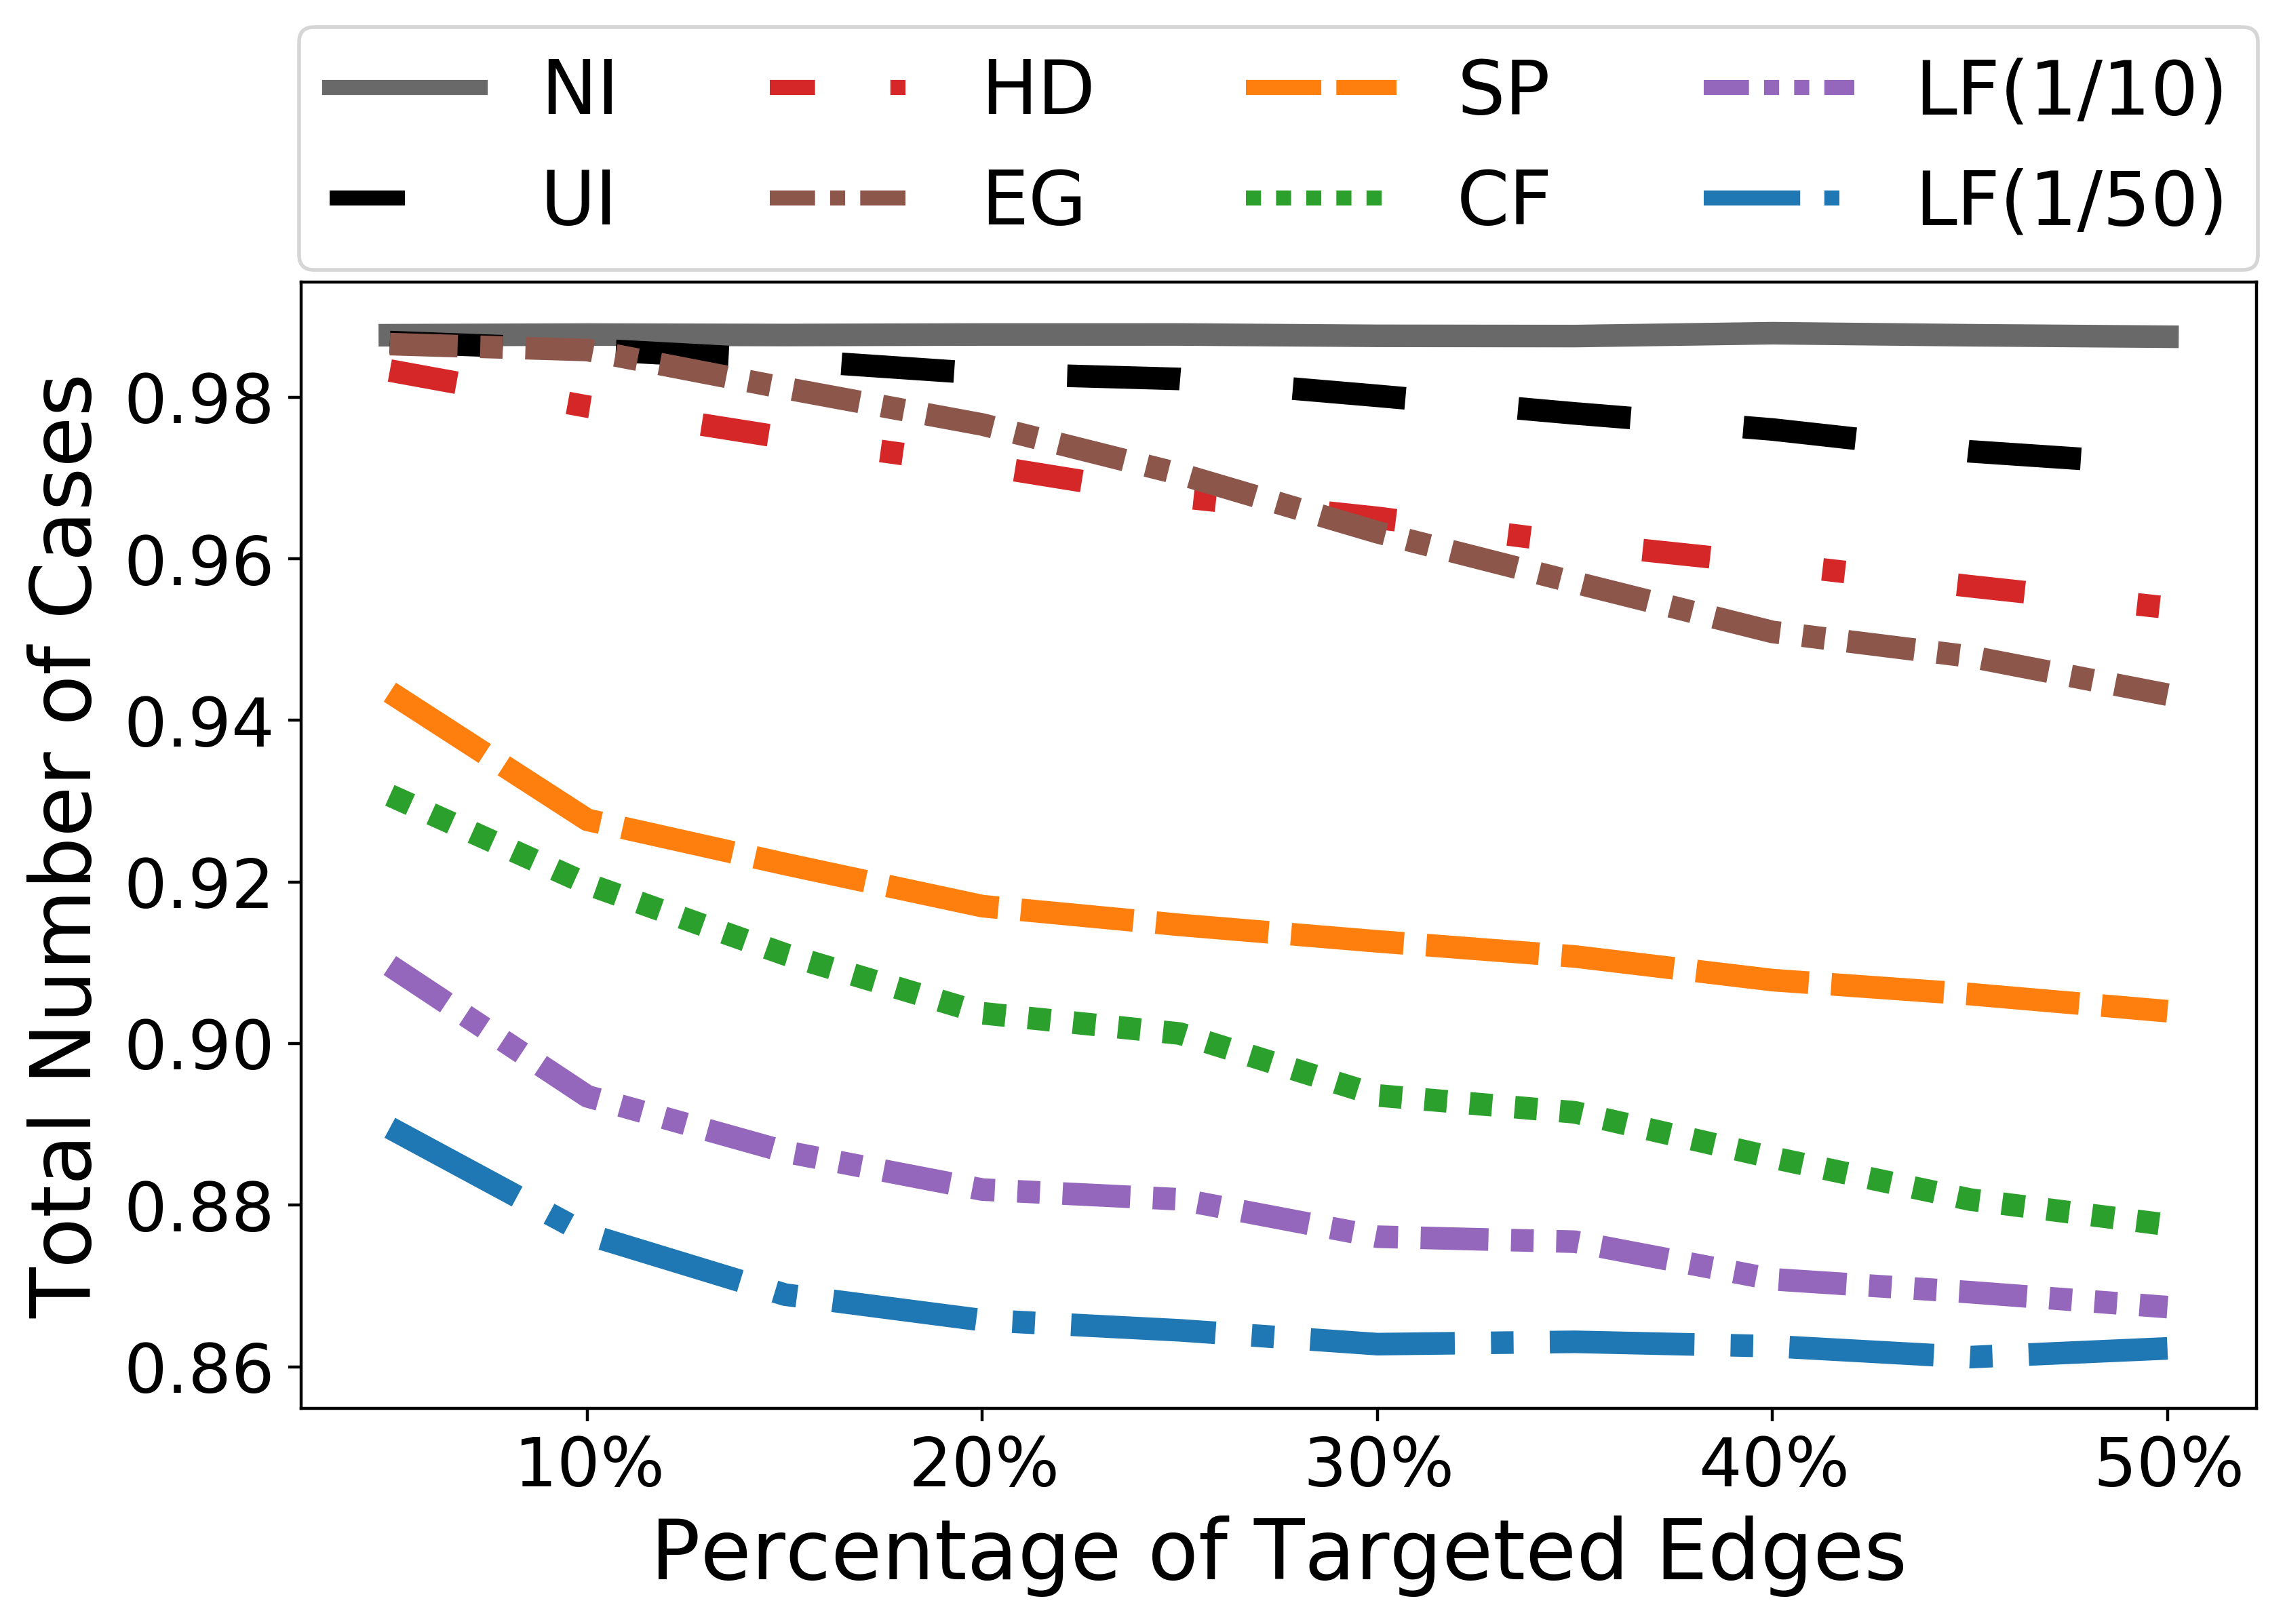 NI HD SP LF(1/10)
UI EG CF LF(1/50)
Total Number of Cases
0.98
0.96
0.94
0.92
0.90
0.88
0.86
10% 20% 30% 40% 50%
Percentage of Targeted Edges